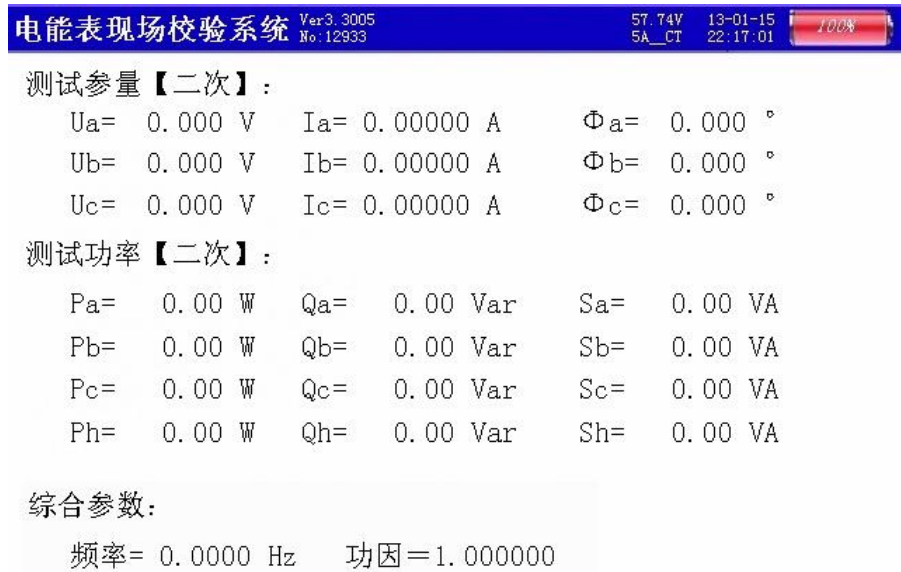 电能表现场校验系统 Ver3.3005 No:12933 57.74V 5A__CT 13-01-15 22:17:01 100%
测试参量【二次】:
Ua= 0.000 V Ia= 0.00000 A Φa= 0.000 °
Ub= 0.000 V Ib= 0.00000 A Φb= 0.000 °
Uc= 0.000 V Ic= 0.00000 A Φc= 0.000 °
测试功率【二次】:
Pa= 0.00 W Qa= 0.00 Var Sa= 0.00 VA
Pb= 0.00 W Qb= 0.00 Var Sb= 0.00 VA
Pc= 0.00 W Qc= 0.00 Var Sc= 0.00 VA
Ph= 0.00 W Qh= 0.00 Var Sh= 0.00 VA
综合参数:
频率= 0.0000 Hz 功因=1.000000